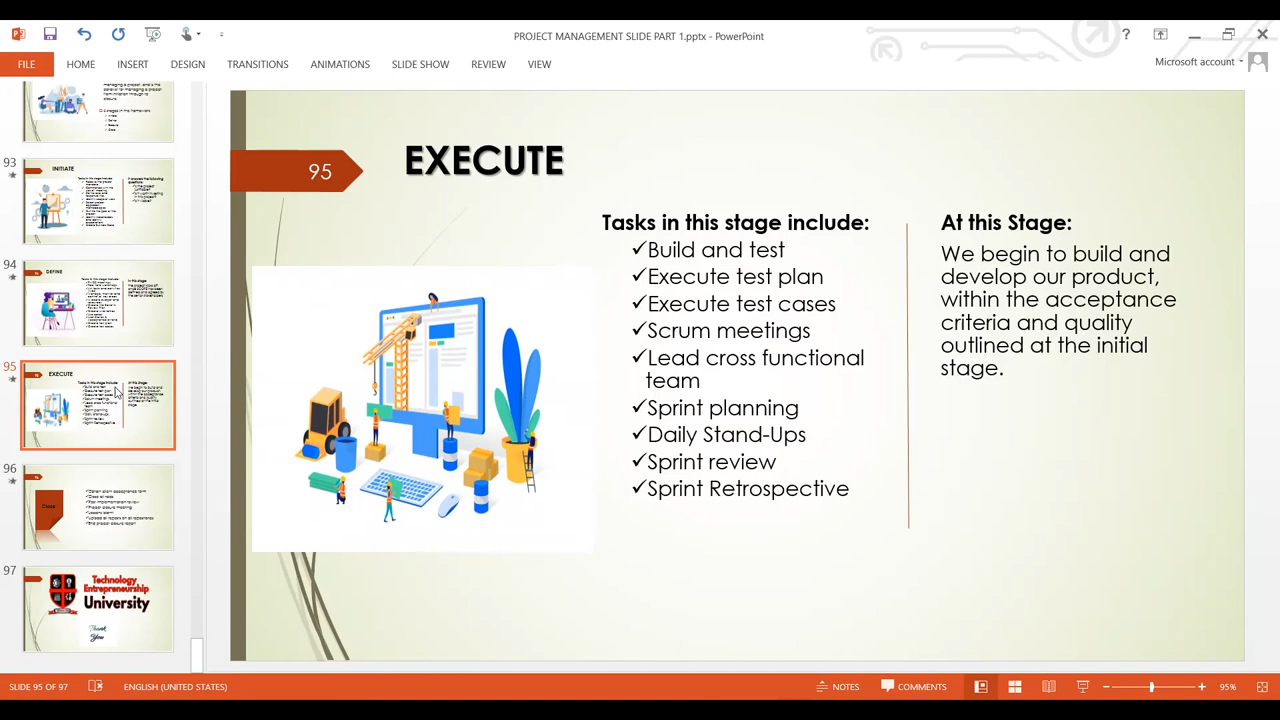 PROJECT MANAGEMENT SLIDE PART 1.pptx - PowerPoint
?
FILE HOME INSERT DESIGN TRANSITIONS ANIMATIONS SLIDE SHOW REVIEW VIEW
Microsoft account
93
INITIATE
94
DEFINE
95
EXECUTE
96
Close
97
Technology
Entrepreneurship
University
Thank
You
95
EXECUTE
Tasks in this stage include:
✓Build and test
✓Execute test plan
✓Execute test cases
✓Scrum meetings
✓Lead cross functional
team
✓Sprint planning
✓Daily Stand-Ups
✓Sprint review
✓Sprint Retrospective
At this Stage:
We begin to build and
develop our product,
within the acceptance
criteria and quality
outlined at the initial
stage.
SLIDE 95 OF 97 ENGLISH (UNITED STATES) NOTES COMMENTS 95%